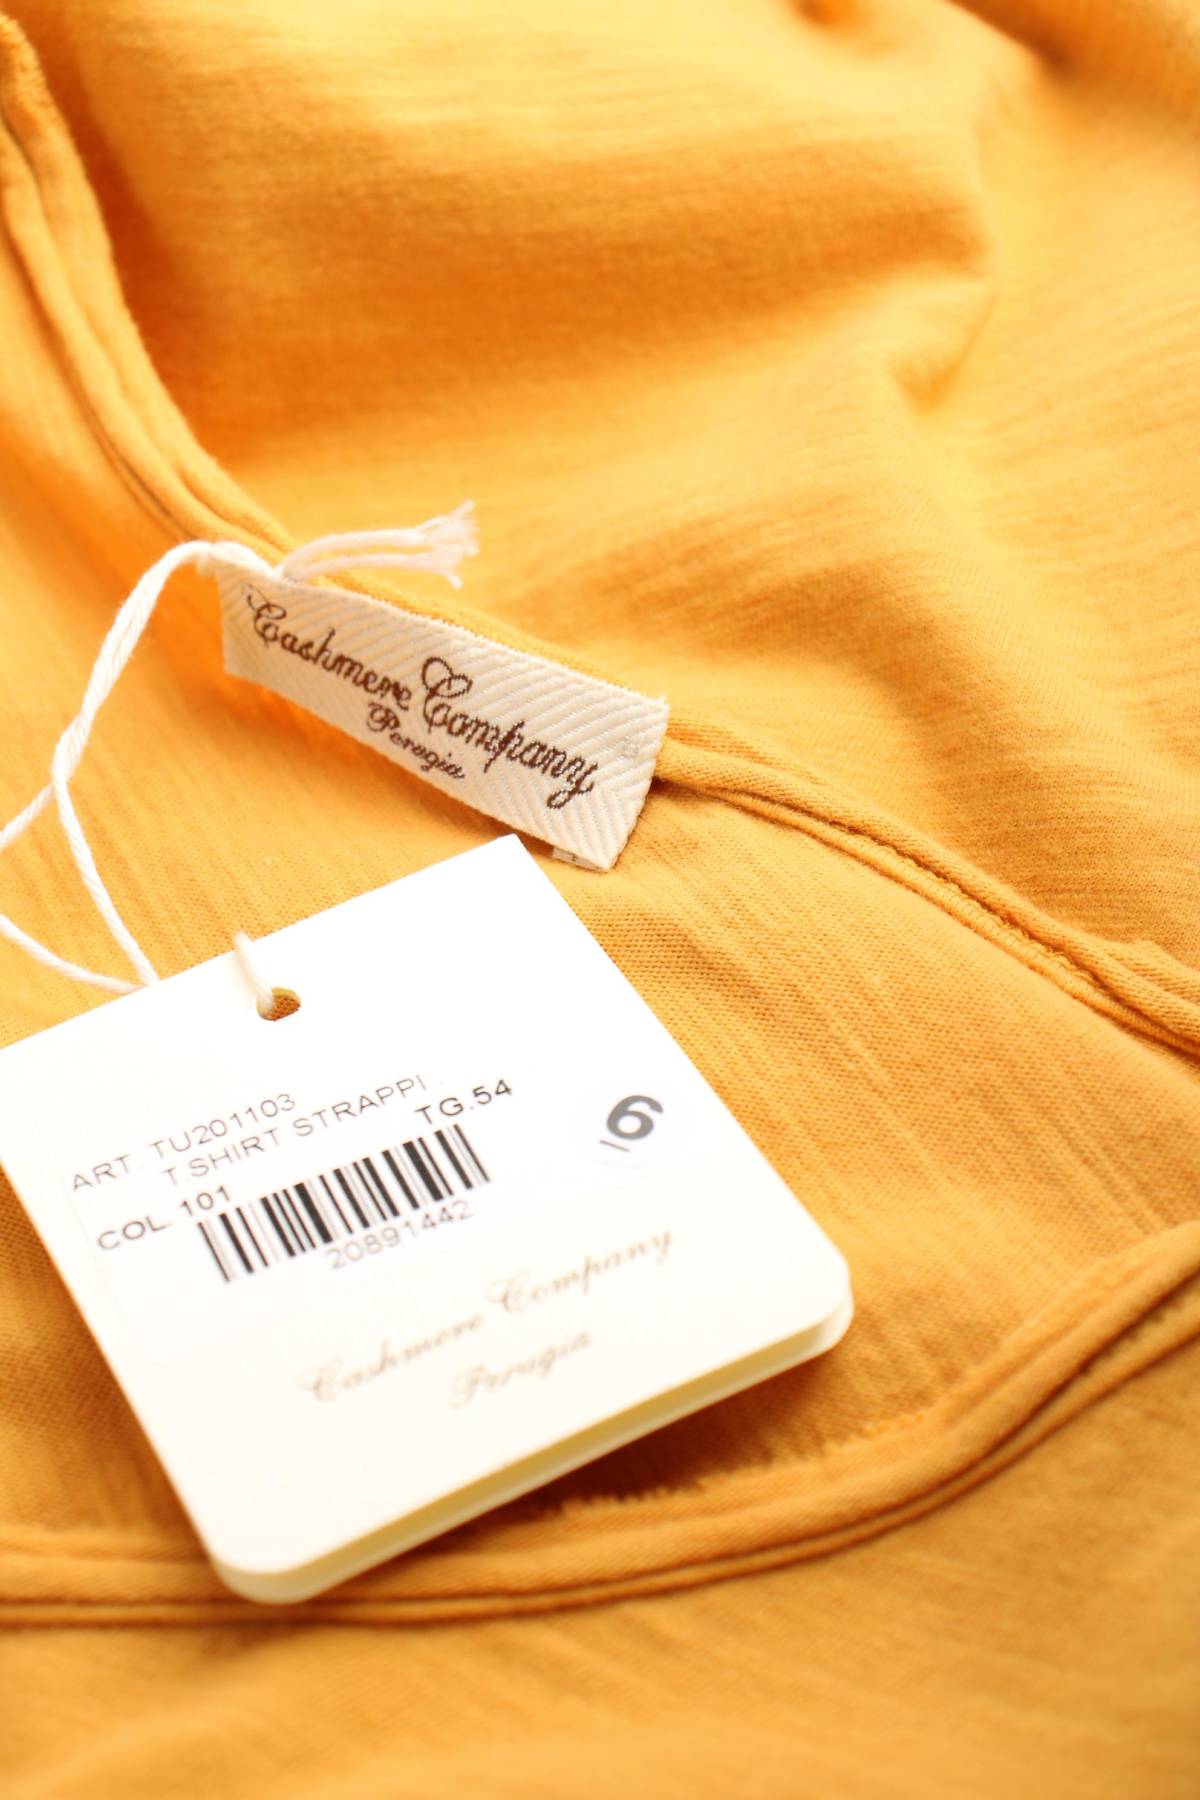 Cashmere Company
Perugia
ART. TU201103
T.SHIRT STRAPPI .
TG.54
COL. 101
20891442
6
Cashmere Company
Perugia